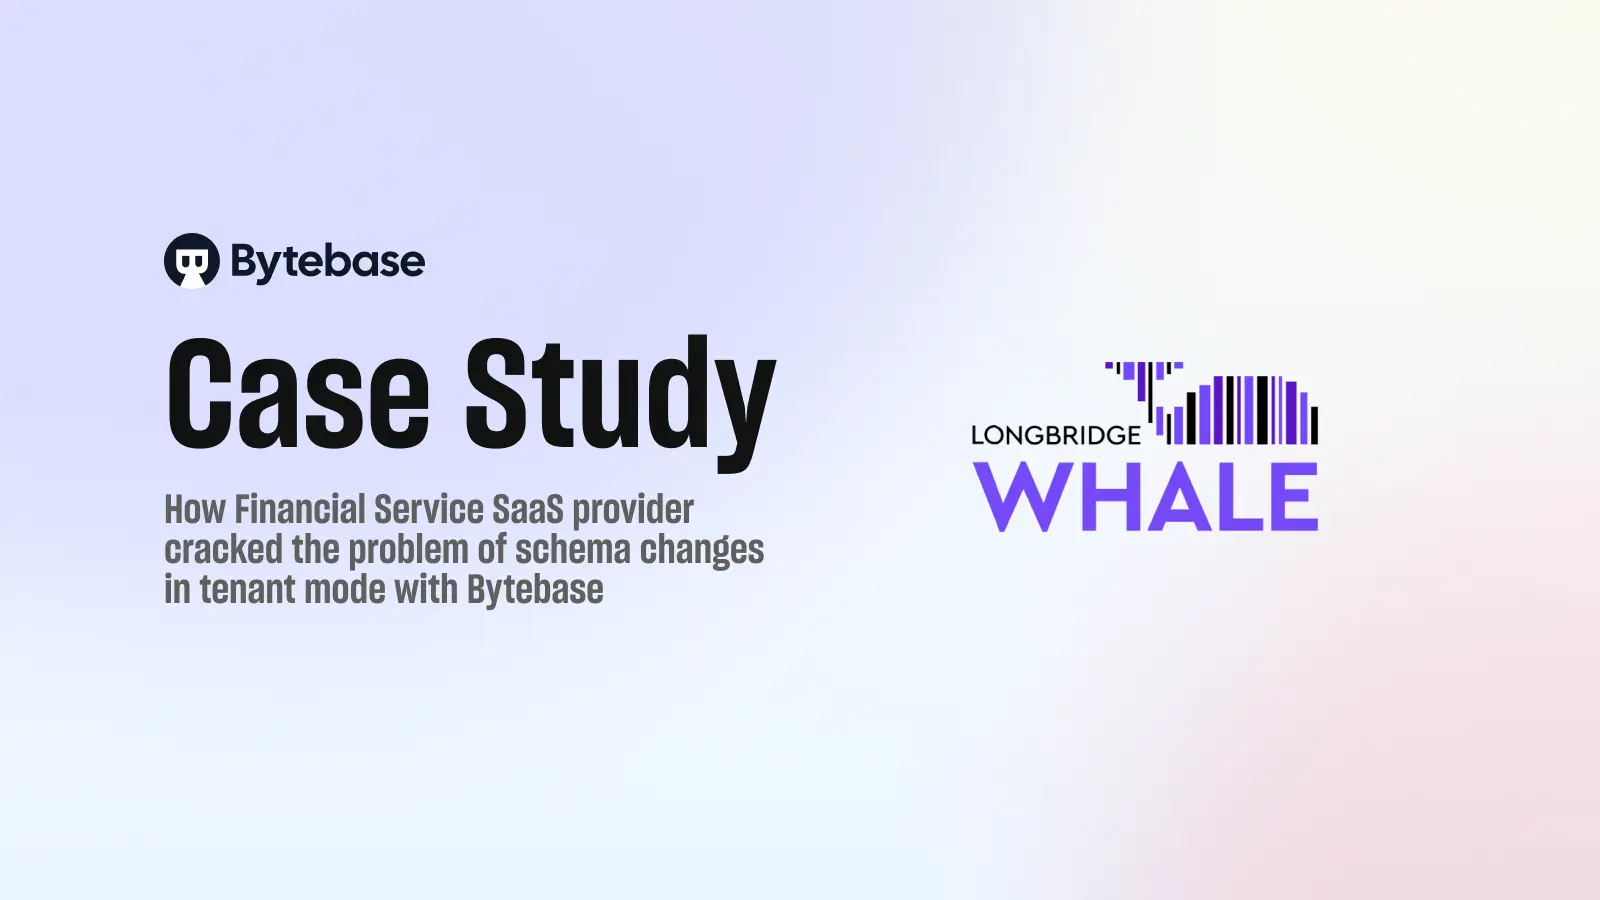 Bytebase
Case Study
How Financial Service SaaS provider
cracked the problem of schema changes
in tenant mode with Bytebase
LONGBRIDGE
WHALE